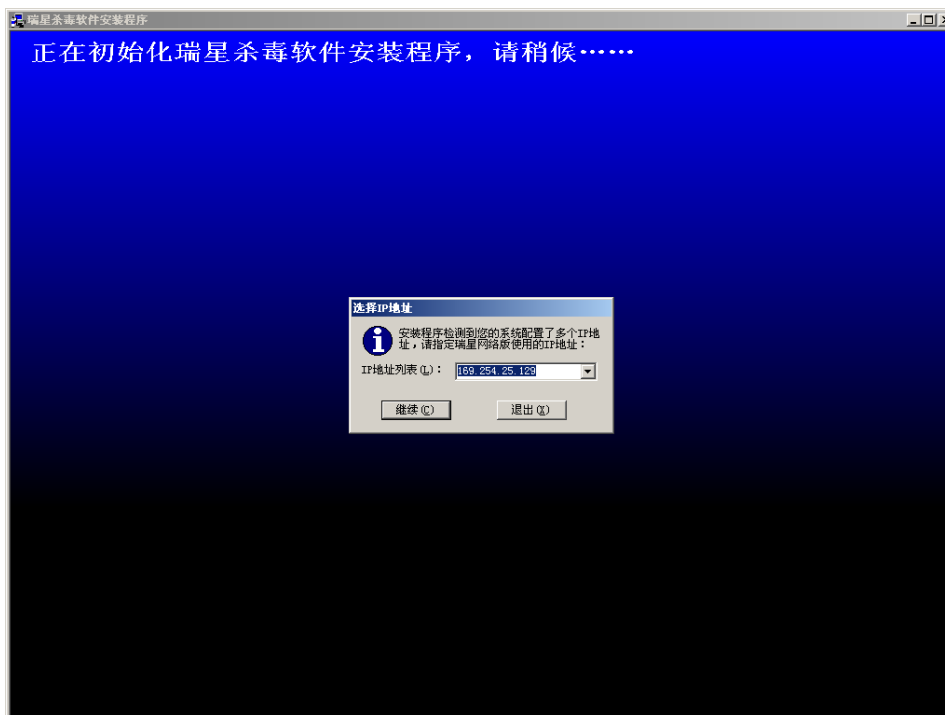 瑞星杀毒软件安装程序
正在初始化瑞星杀毒软件安装程序，请稍候……
选择IP地址
安装程序检测到您的系统配置了多个IP地
址，请指定瑞星网络版使用的IP地址：
IP地址列表(L)： 169.254.25.129
继续(C) 退出(X)